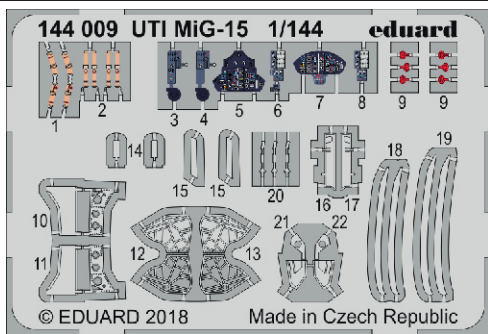 144 009 UTI MiG-15 1/144 eduard
1 2 3 4 5 6 7 8 9 9
14 15 15 20 16 17 18 19
10 11 12 13 21 22
© EDUARD 2018 Made in Czech Republic